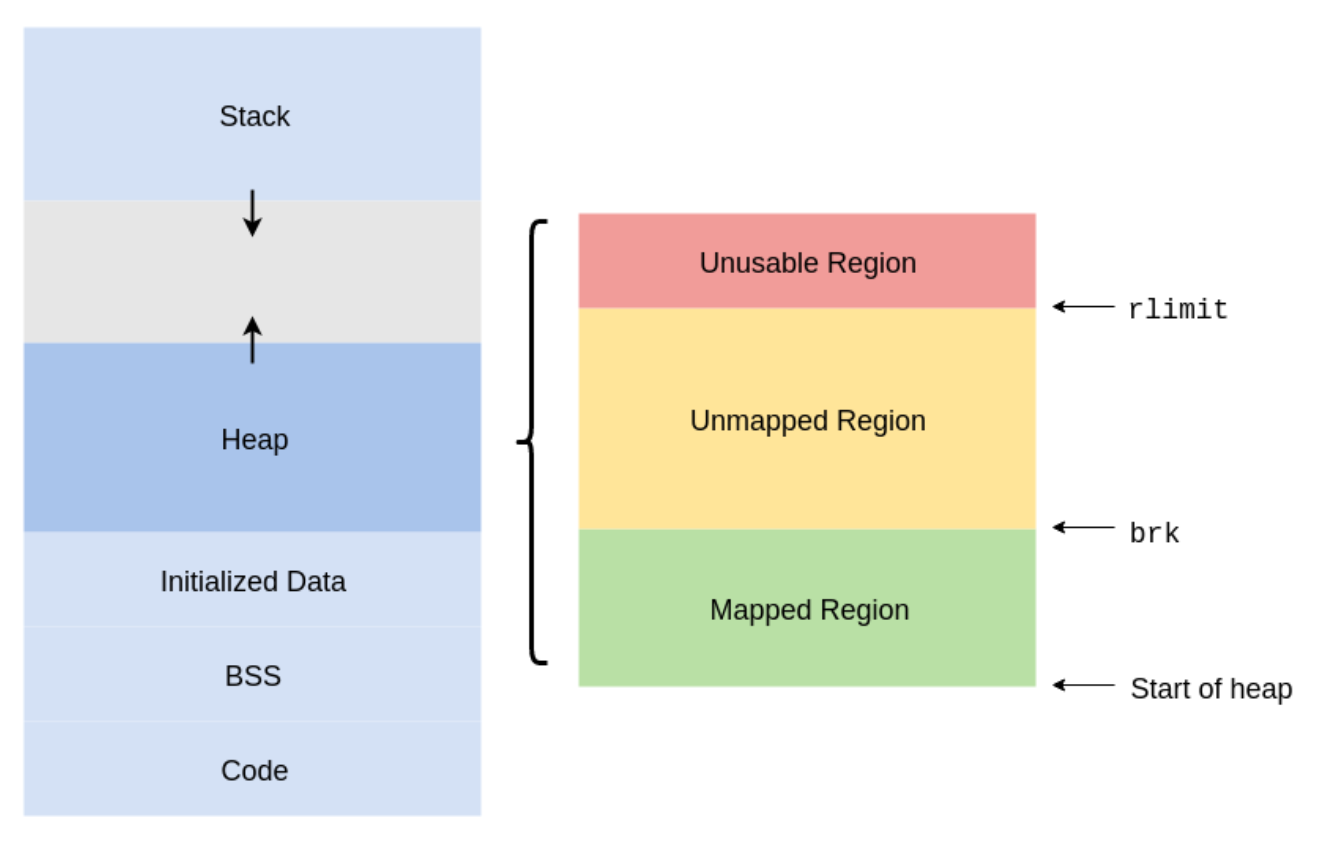 Stack
Heap
Initialized Data
BSS
Code
Unusable Region
Unmapped Region
Mapped Region
rlimit
brk
Start of heap